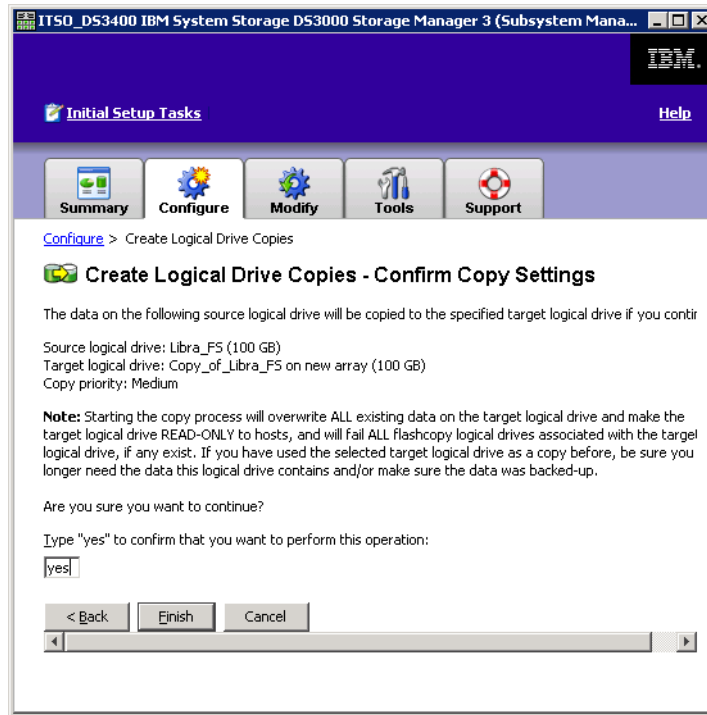 ITSO_DS3400 IBM System Storage DS3000 Storage Manager 3 (Subsystem Mana...
IBM.
Initial Setup Tasks
Help
Summary
Configure
Modify
Tools
Support
Configure > Create Logical Drive Copies
Create Logical Drive Copies - Confirm Copy Settings
The data on the following source logical drive will be copied to the specified target logical drive if you contin
Source logical drive: Libra_FS (100 GB)
Target logical drive: Copy_of_Libra_FS on new array (100 GB)
Copy priority: Medium
Note: Starting the copy process will overwrite ALL existing data on the target logical drive and make the
target logical drive READ-ONLY to hosts, and will fail ALL flashcopy logical drives associated with the target
logical drive, if any exist. If you have used the selected target logical drive as a copy before, be sure you
longer need the data this logical drive contains and/or make sure the data was backed-up.
Are you sure you want to continue?
Type "yes" to confirm that you want to perform this operation:
yes
< Back
Finish
Cancel